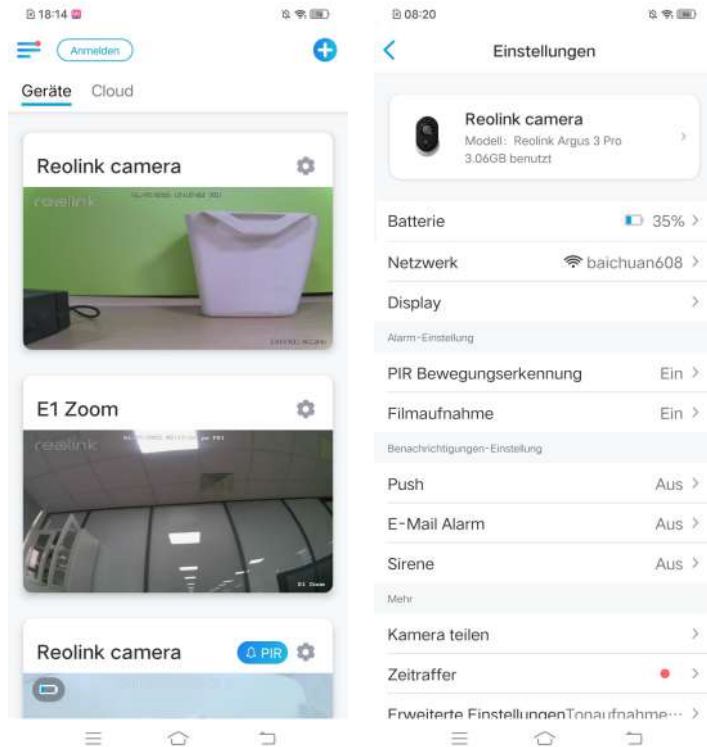 18:14
Anmelden
Geräte Cloud
Reolink camera
reolink
E1 Zoom
reolink
E1 Zoom
Reolink camera
PIR
08:20
Einstellungen
Reolink camera
Modell: Reolink Argus 3 Pro
3.06GB benutzt
Batterie 35%
Netzwerk baichuan608
Display
Alarm-Einstellung
PIR Bewegungserkennung Ein
Filmaufnahme Ein
Benachrichtigungen-Einstellung
Push Aus
E-Mail Alarm Aus
Sirene Aus
Mehr
Kamera teilen
Zeitraffer
Erweiterte EinstellungenTonaufnahme···